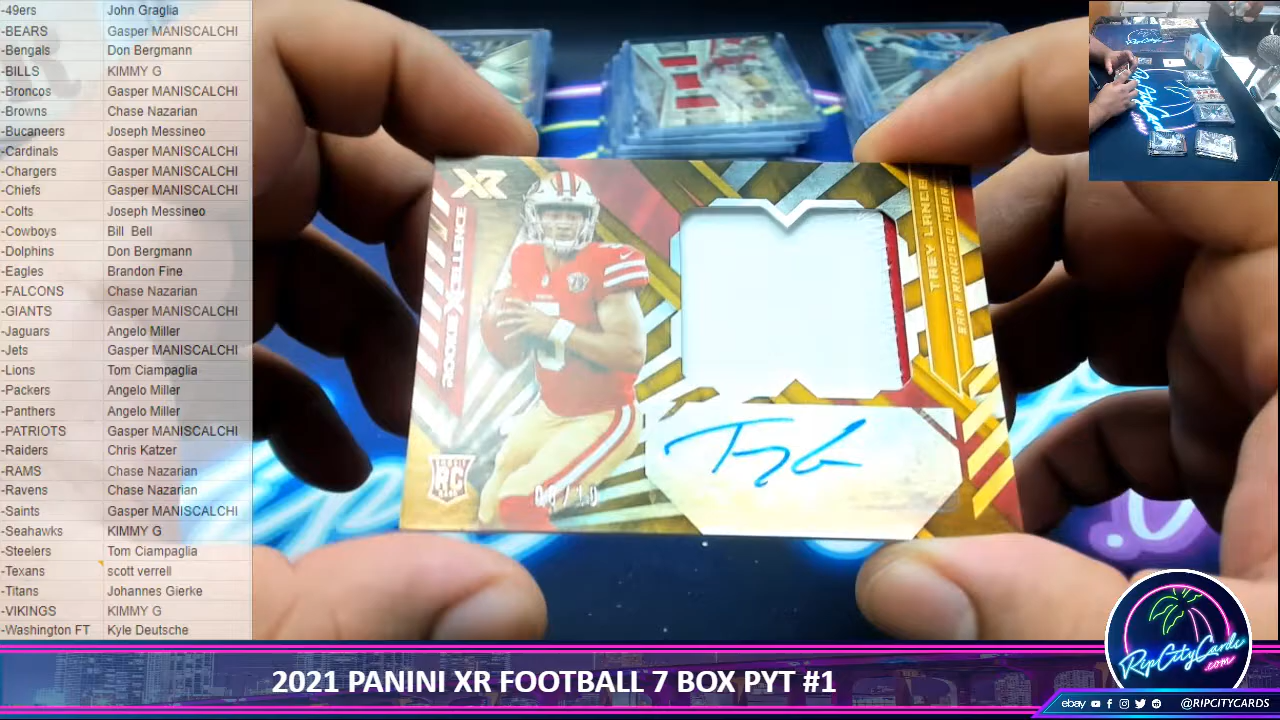 -49ers John Graglia
-BEARS Gasper MANISCALCHI
-Bengals Don Bergmann
-BILLS KIMMY G
-Broncos Gasper MANISCALCHI
-Browns Chase Nazarian
-Bucaneers Joseph Messineo
-Cardinals Gasper MANISCALCHI
-Chargers Gasper MANISCALCHI
-Chiefs Gasper MANISCALCHI
-Colts Joseph Messineo
-Cowboys Bill Bell
-Dolphins Don Bergmann
-Eagles Brandon Fine
-FALCONS Chase Nazarian
-GIANTS Gasper MANISCALCHI
-Jaguars Angelo Miller
-Jets Gasper MANISCALCHI
-Lions Tom Ciampaglia
-Packers Angelo Miller
-Panthers Angelo Miller
-PATRIOTS Gasper MANISCALCHI
-Raiders Chris Katzer
-RAMS Chase Nazarian
-Ravens Chase Nazarian
-Saints Gasper MANISCALCHI
-Seahawks KIMMY G
-Steelers Tom Ciampaglia
-Texans scott verrell
-Titans Johannes Gierke
-VIKINGS KIMMY G
-Washington FT Kyle Deutsche
XR
ROOKIE XCELLENCE
TREY LANCE
SAN FRANCISCO 49ERS
RC
2021 PANINI XR FOOTBALL 7 BOX PYT #1
RipCityCards
.com
ebay @RIPCITYCARDS